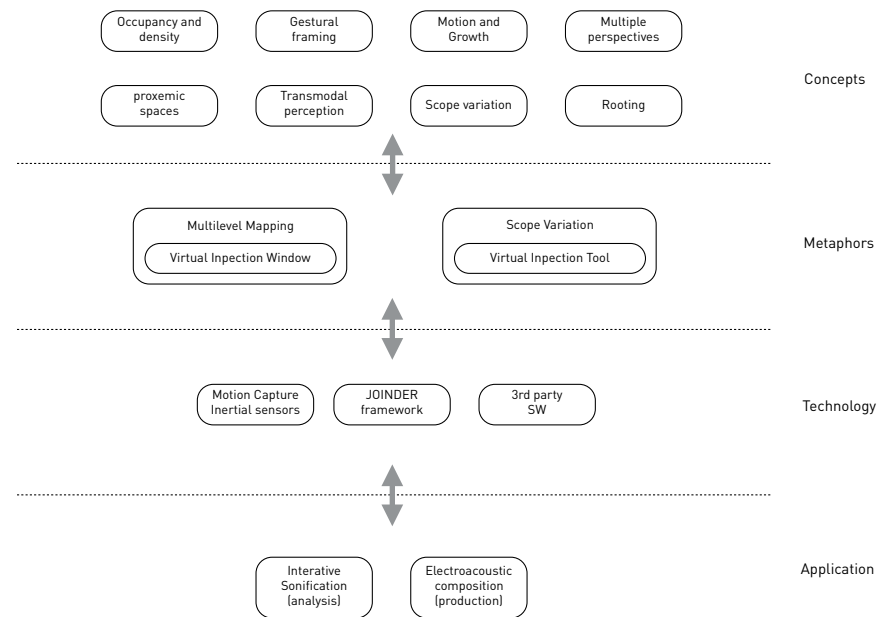 Occupancy and
density
Gestural
framing
Motion and
Growth
Multiple
perspectives
Concepts
proxemic
spaces
Transmodal
perception
Scope variation
Rooting
Multilevel Mapping
Virtual Inpection Window
Scope Variation
Virtual Inpection Tool
Metaphors
Motion Capture
Inertial sensors
JOINDER
framework
3rd party
SW
Technology
Interative
Sonification
(analysis)
Electroacoustic
composition
(production)
Application